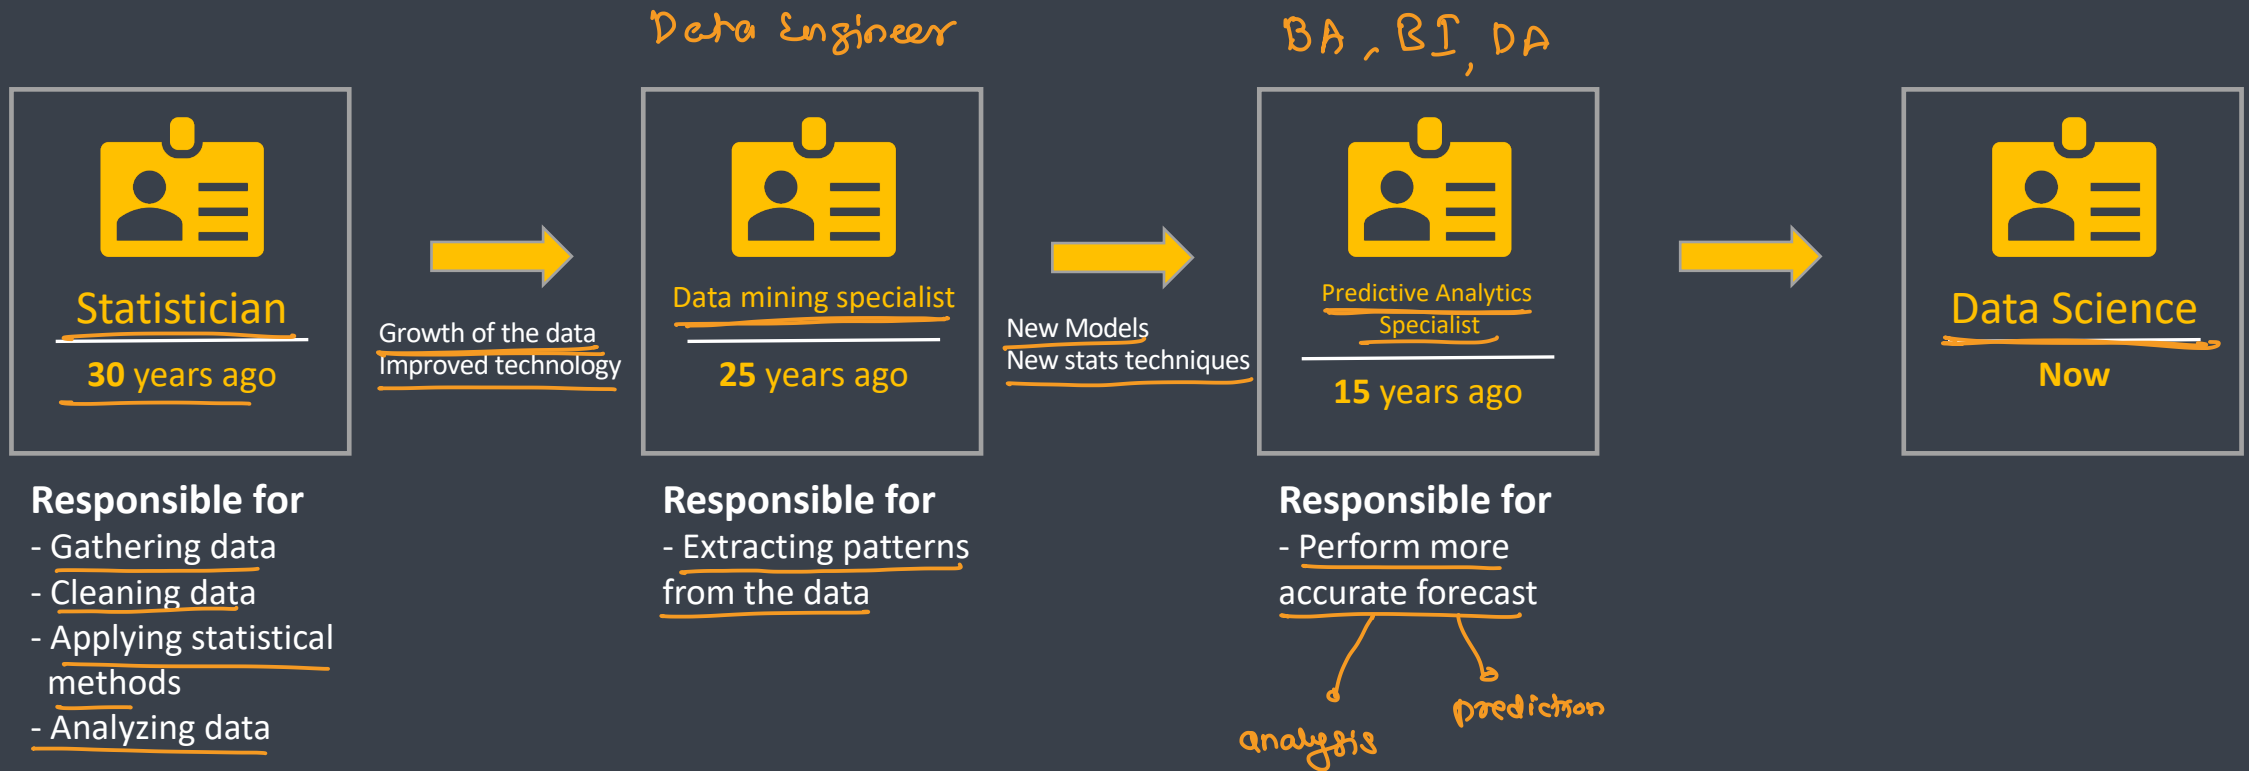 Data Engineer
BA, BI, DA
Statistician
30 years ago
Growth of the data
Improved technology
Data mining specialist
25 years ago
New Models
New stats techniques
Predictive Analytics
Specialist
15 years ago
Data Science
Now
Responsible for
- Gathering data
- Cleaning data
- Applying statistical
methods
- Analyzing data
Responsible for
- Extracting patterns
from the data
Responsible for
- Perform more
accurate forecast
analysis
prediction